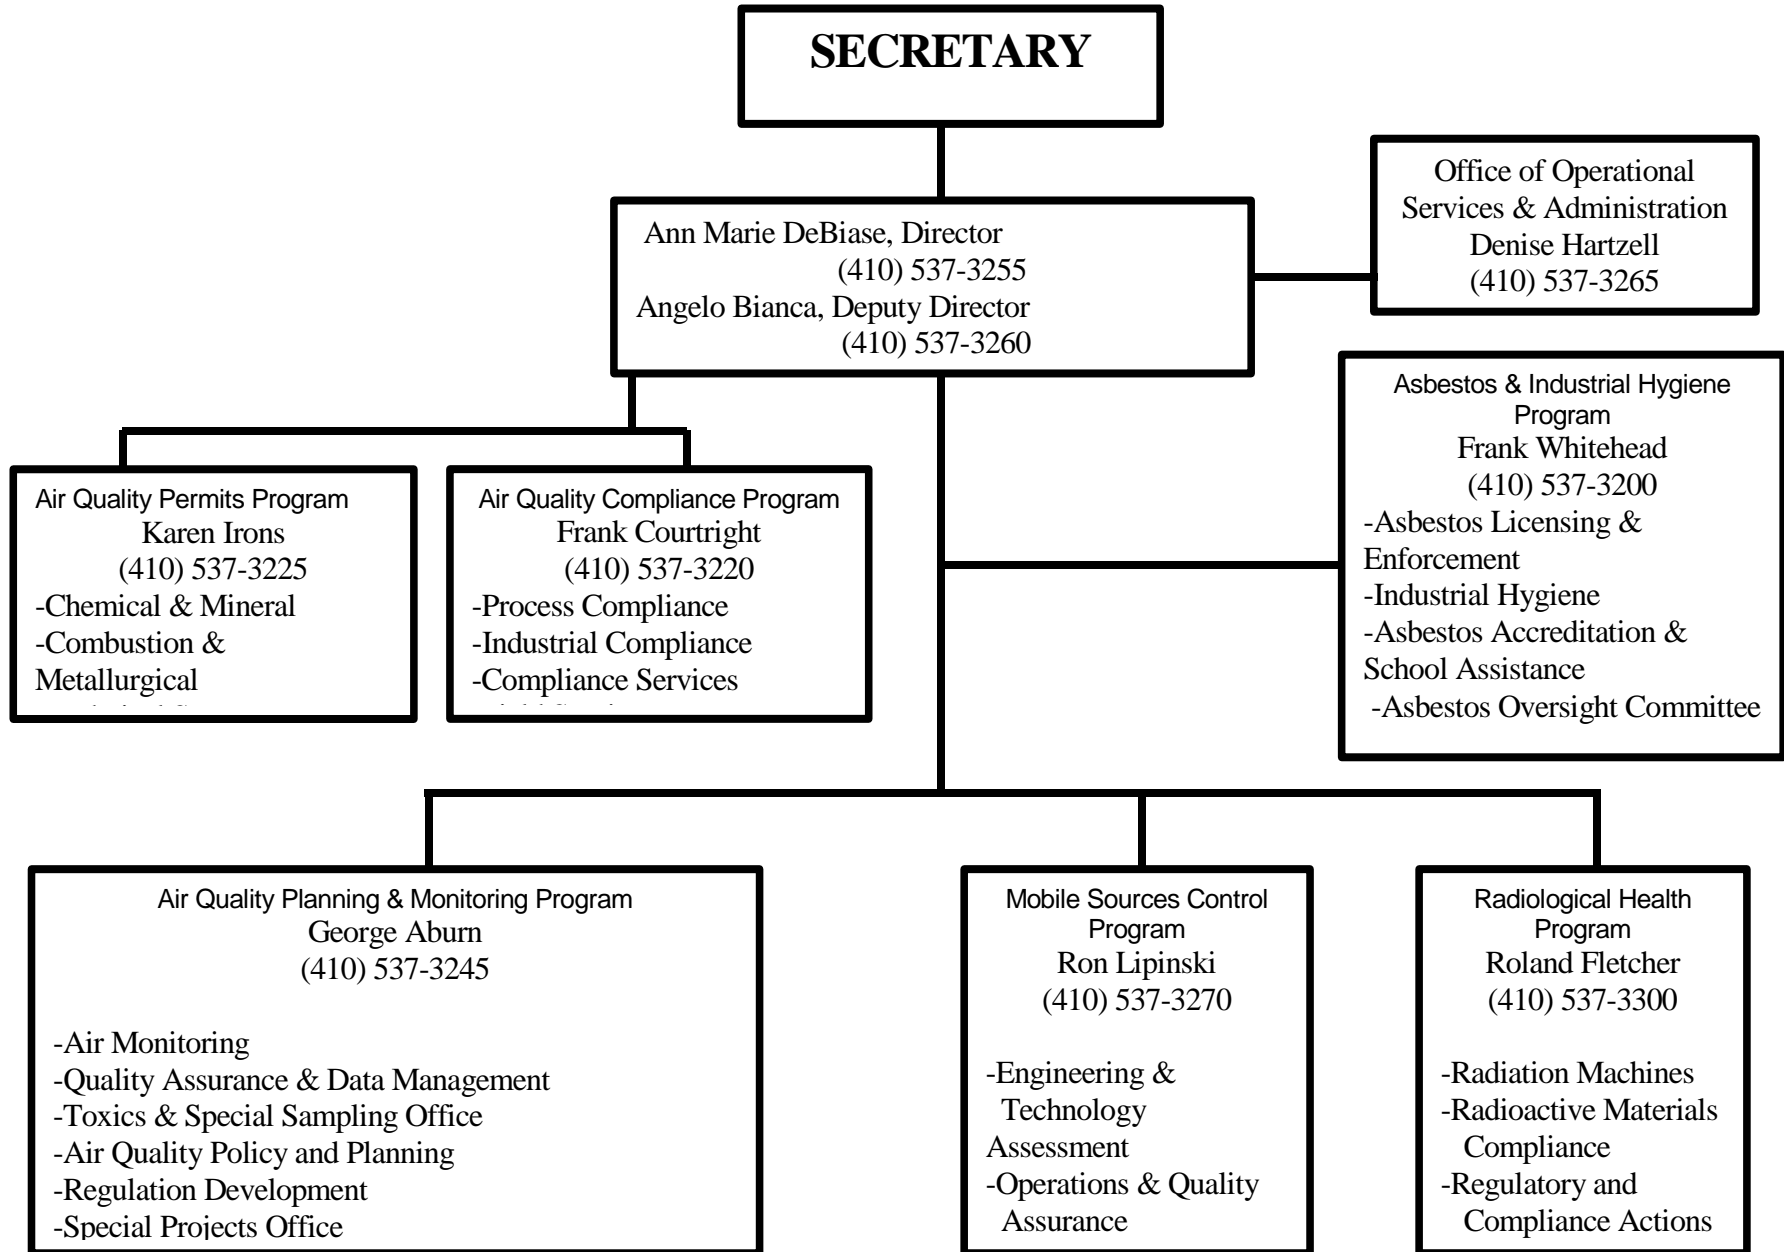 SECRETARY
Office of Operational
Services & Administration
Denise Hartzell
(410) 537-3265
Ann Marie DeBiase, Director
(410) 537-3255
Angelo Bianca, Deputy Director
(410) 537-3260
Asbestos & Industrial Hygiene
Program
Frank Whitehead
(410) 537-3200
-Asbestos Licensing &
Enforcement
-Industrial Hygiene
-Asbestos Accreditation &
School Assistance
-Asbestos Oversight Committee
Air Quality Permits Program
Karen Irons
(410) 537-3225
-Chemical & Mineral
-Combustion &
Metallurgical
Air Quality Compliance Program
Frank Courtright
(410) 537-3220
-Process Compliance
-Industrial Compliance
-Compliance Services
Air Quality Planning & Monitoring Program
George Aburn
(410) 537-3245
-Air Monitoring
-Quality Assurance & Data Management
-Toxics & Special Sampling Office
-Air Quality Policy and Planning
-Regulation Development
-Special Projects Office
Mobile Sources Control
Program
Ron Lipinski
(410) 537-3270
-Engineering &
Technology
Assessment
-Operations & Quality
Assurance
Radiological Health
Program
Roland Fletcher
(410) 537-3300
-Radiation Machines
-Radioactive Materials
Compliance
-Regulatory and
Compliance Actions